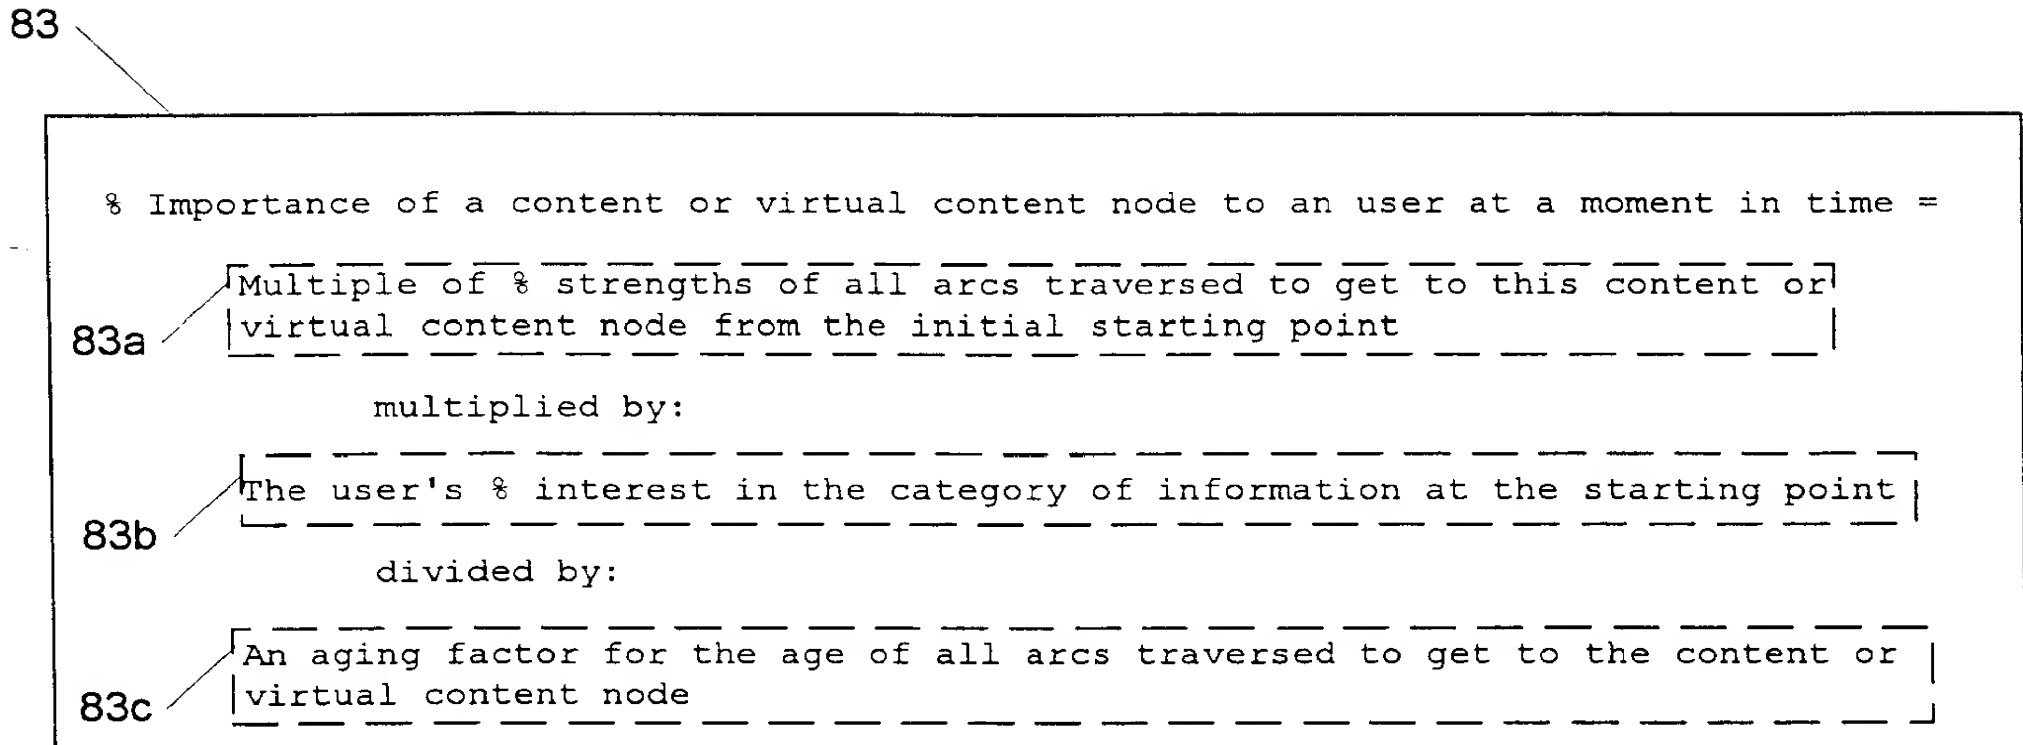 83
% Importance of a content or virtual content node to an user at a moment in time =
Multiple of % strengths of all arcs traversed to get to this content or
virtual content node from the initial starting point
83a
multiplied by:
The user's % interest in the category of information at the starting point
83b
divided by:
An aging factor for the age of all arcs traversed to get to the content or
virtual content node
83c